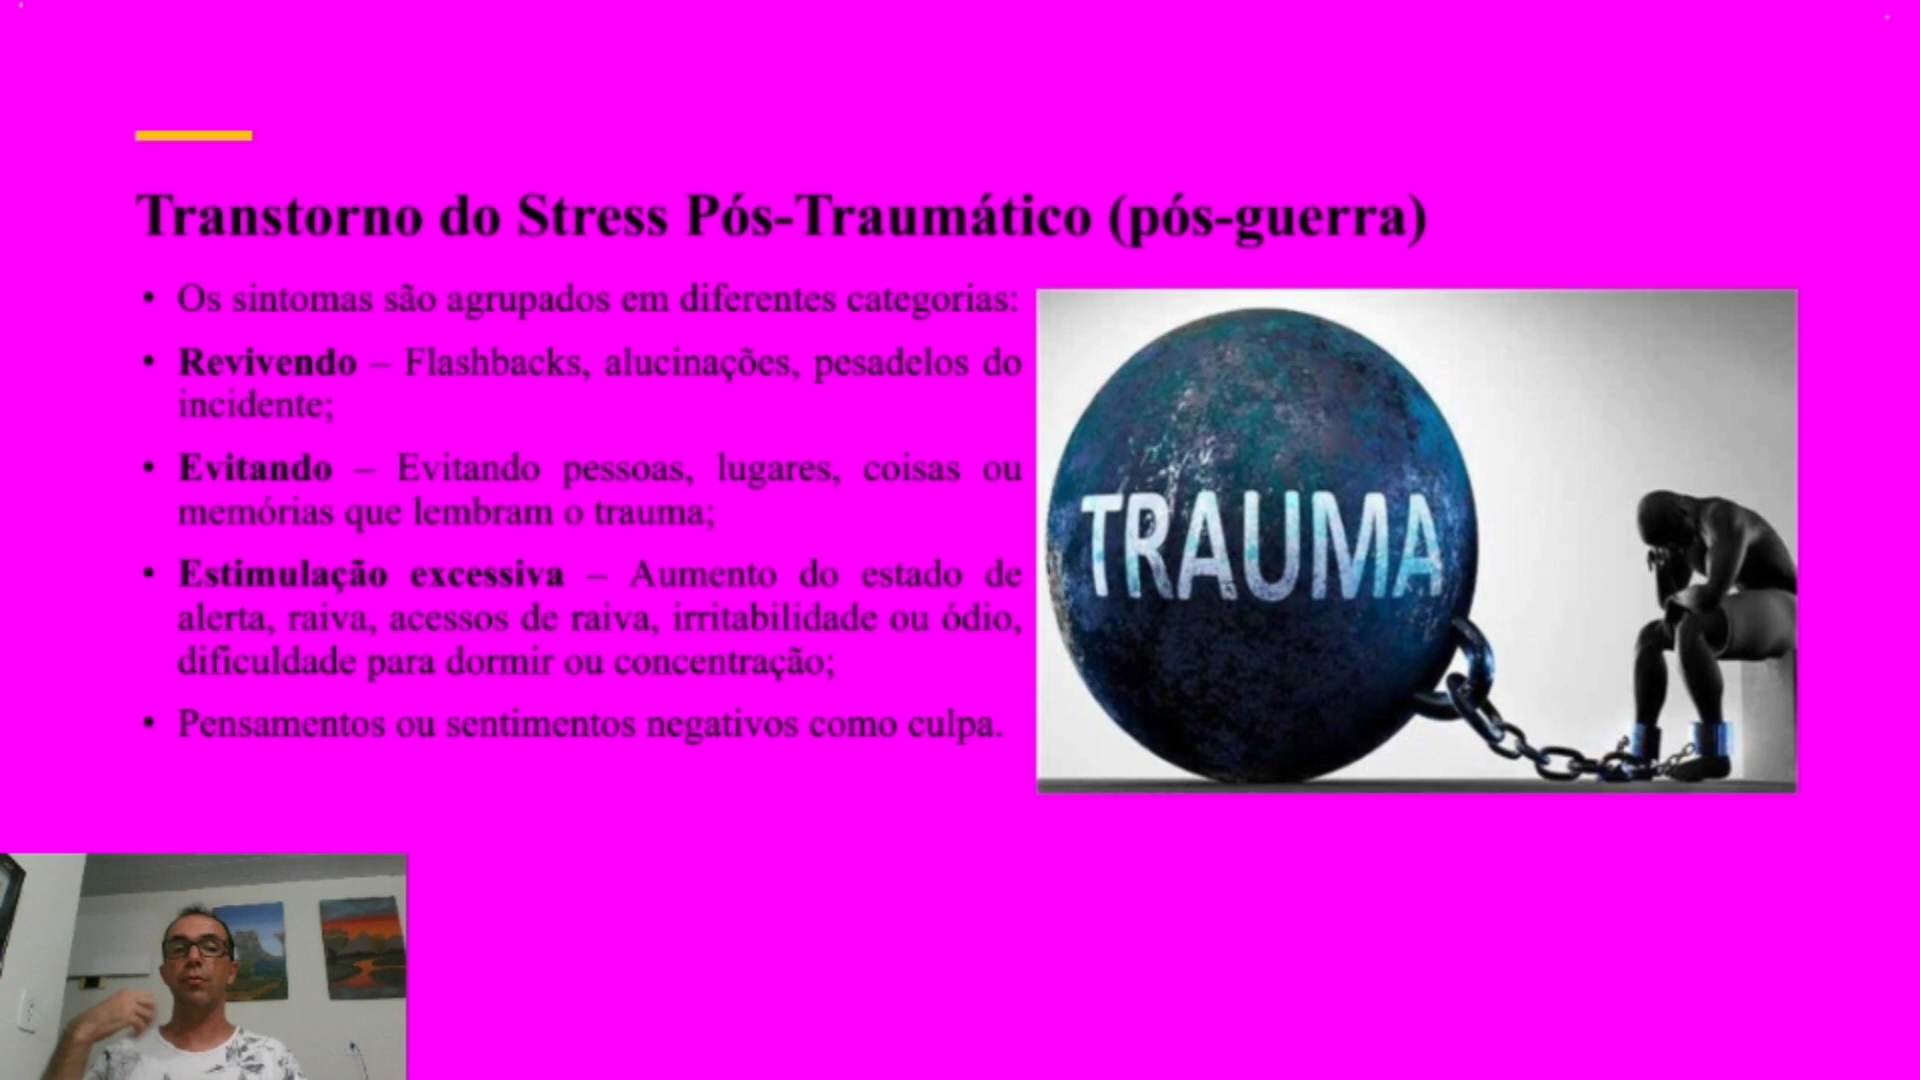 Transtorno do Stress Pós-Traumático (pós-guerra)
• Os sintomas são agrupados em diferentes categorias:
• Revivendo – Flashbacks, alucinações, pesadelos do
incidente;
• Evitando – Evitando pessoas, lugares, coisas ou
memórias que lembram o trauma;
• Estimulação excessiva – Aumento do estado de
alerta, raiva, acessos de raiva, irritabilidade ou ódio,
dificuldade para dormir ou concentração;
• Pensamentos ou sentimentos negativos como culpa.
TRAUMA